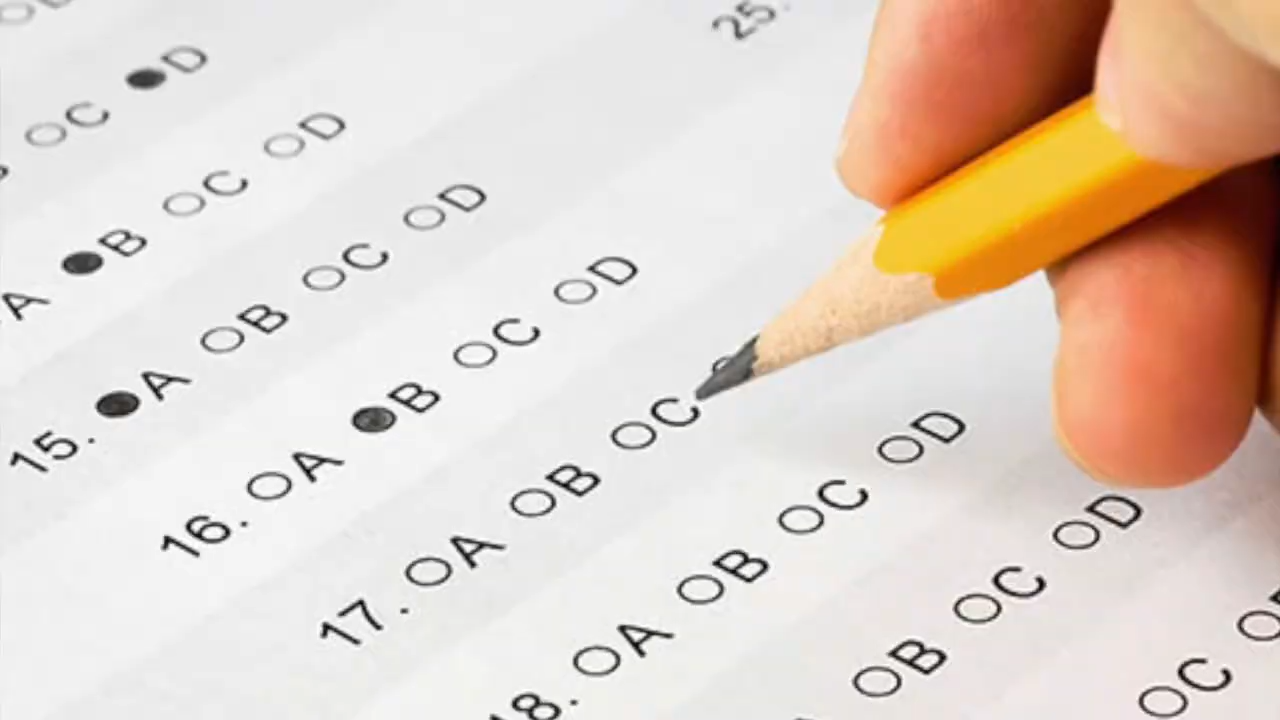 C D
A B C D
15. A B C D
16. A B C D
17. A B C
18. A B C D
B C D
C
25.